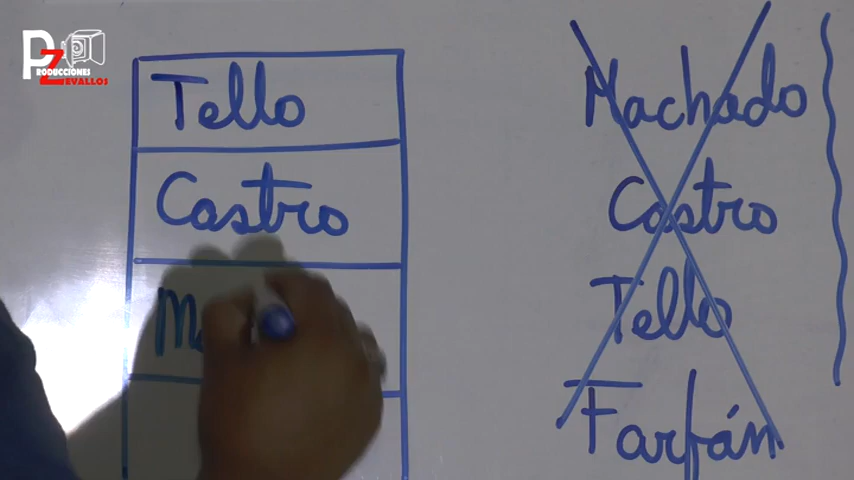 PRODUCCIONES
ZEVALLOS
Tello
Castro
Machado
Castro
Tello
Farfán